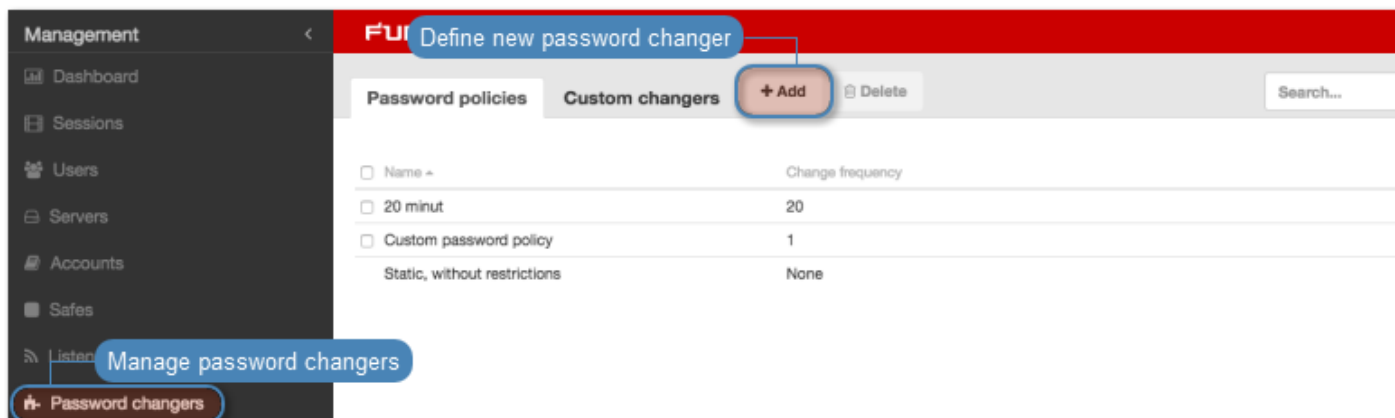 Management
Dashboard
Sessions
Users
Servers
Accounts
Safes
Manage password changers
Password changers
Define new password changer
Password policies
Custom changers
+ Add
Delete
Search...
Name
Change frequency
20 minut
20
Custom password policy
1
Static, without restrictions
None